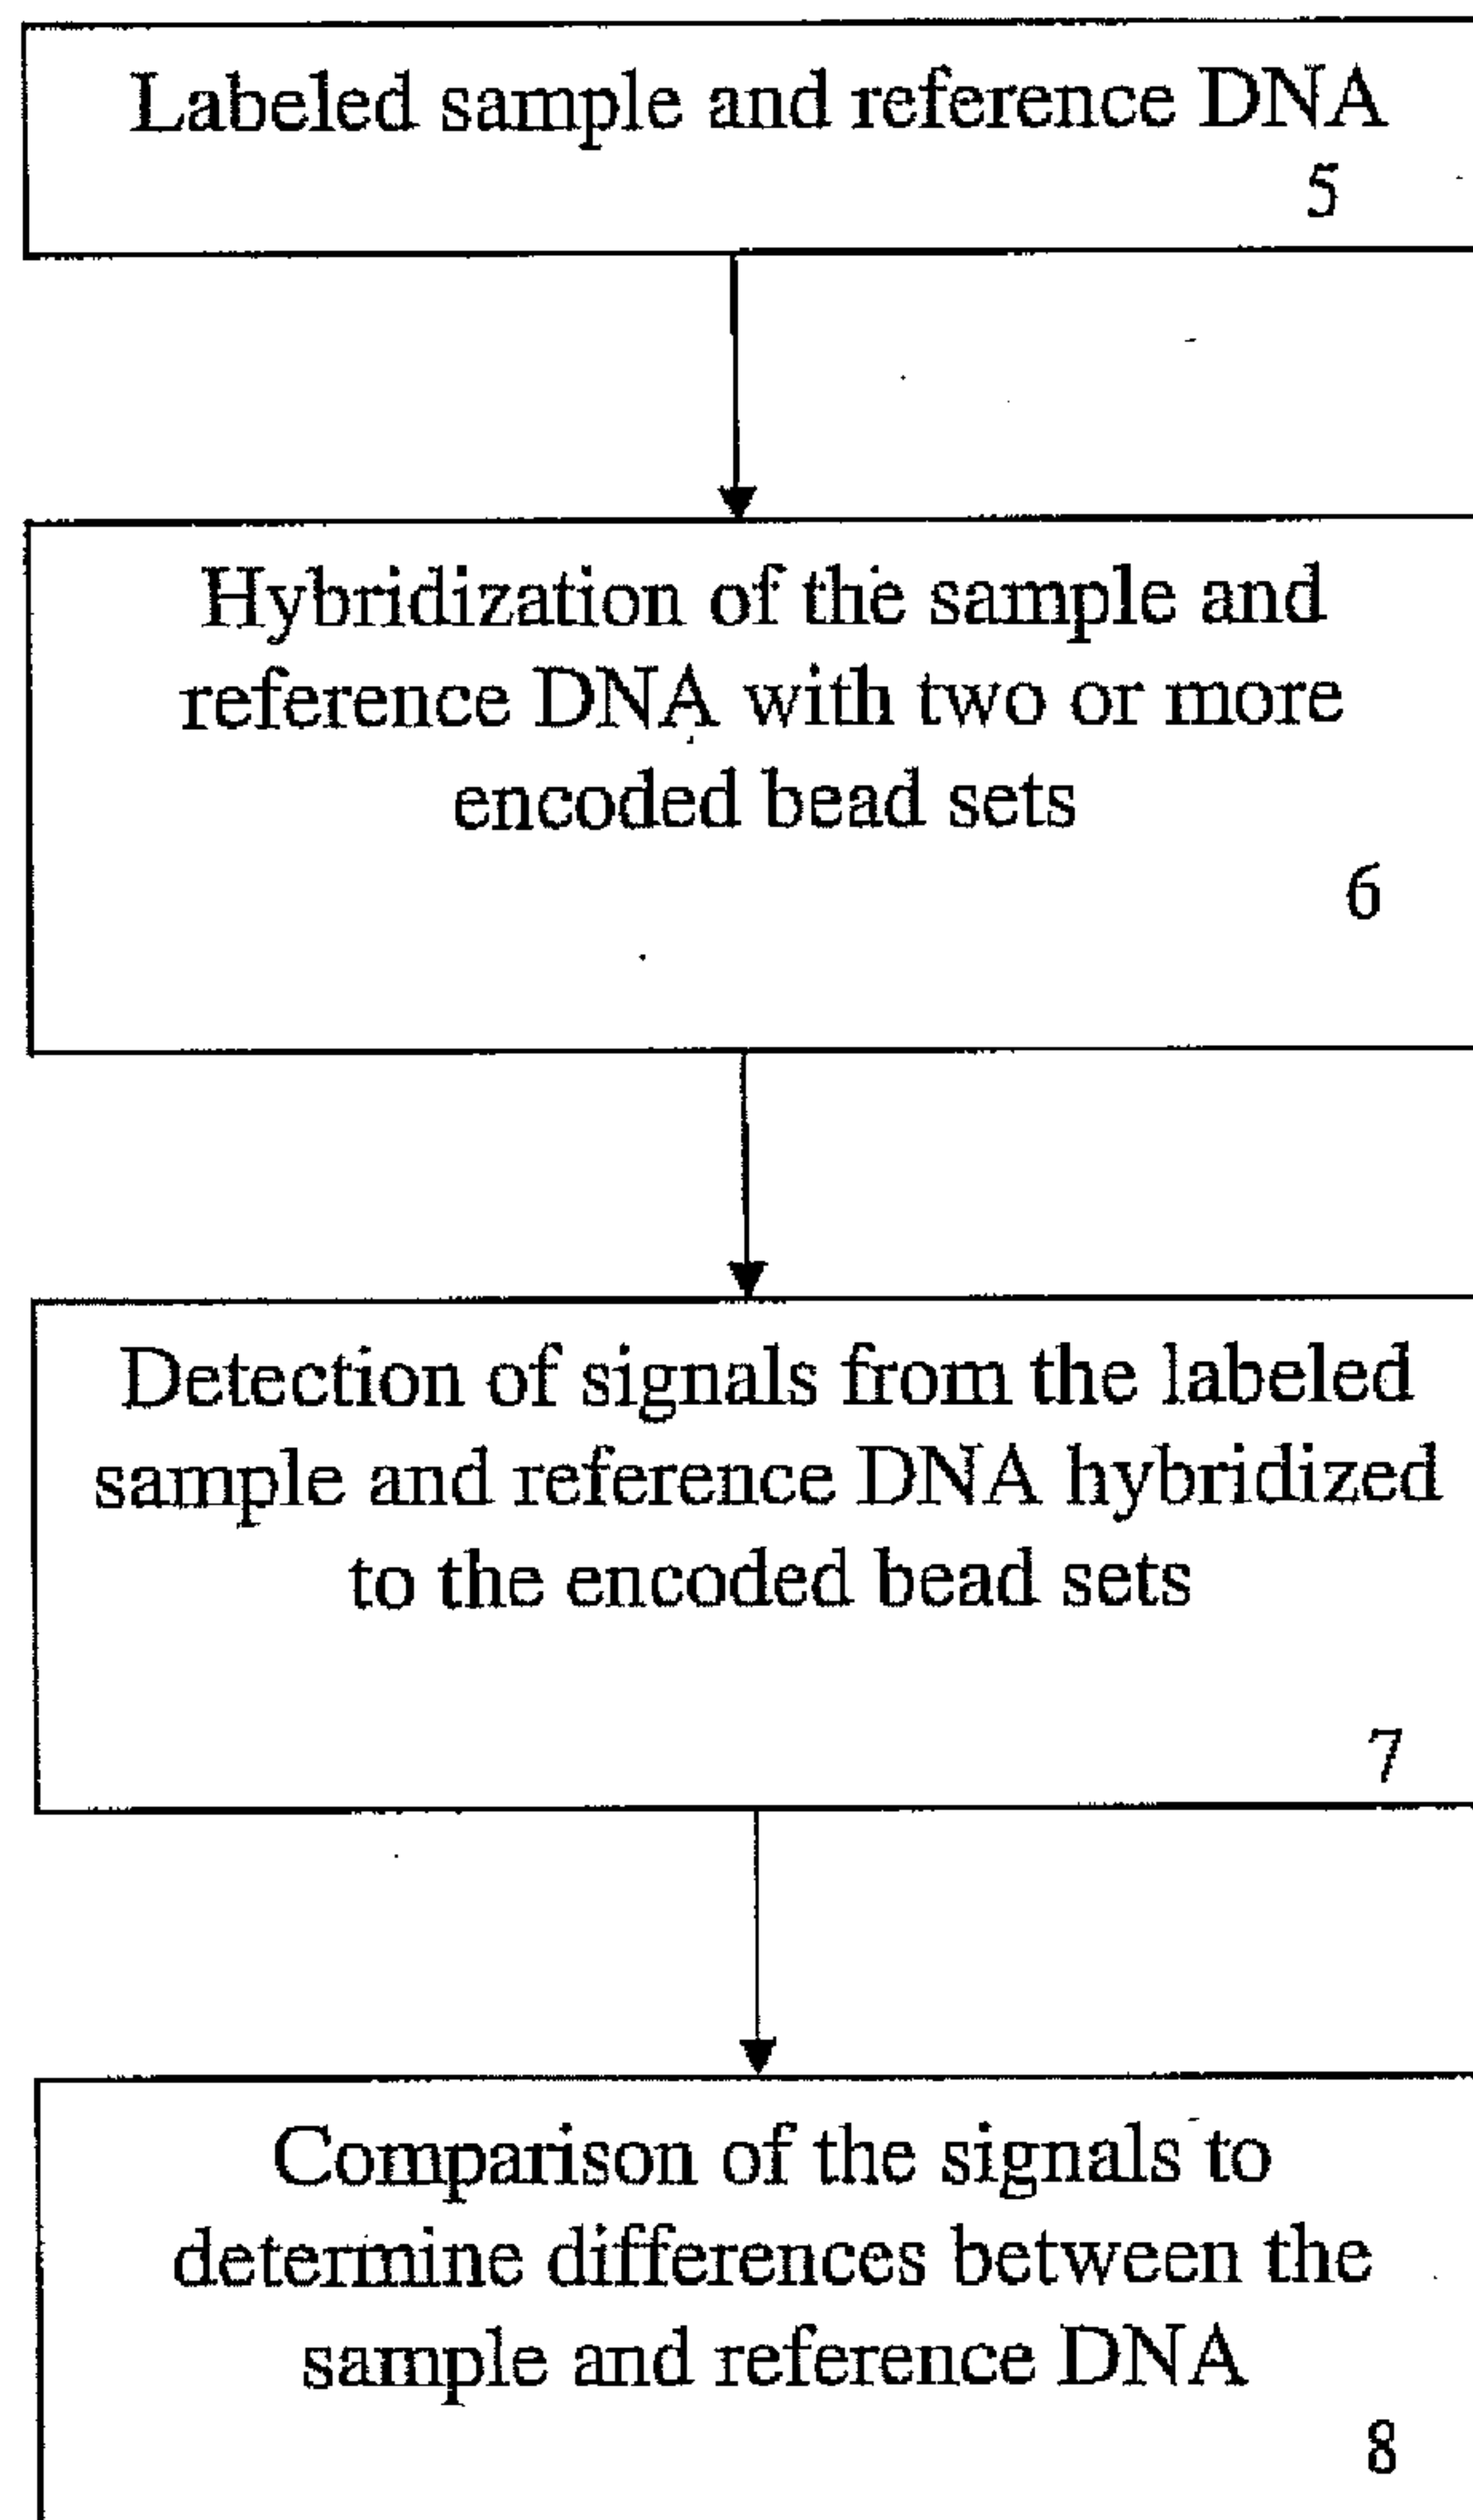 Labeled sample and reference DNA
5
Hybridization of the sample and
reference DNA with two or more
encoded bead sets
6
Detection of signals from the labeled
sample and reference DNA hybridized
to the encoded bead sets
7
Comparison of the signals to
determine differences between the
sample and reference DNA
8